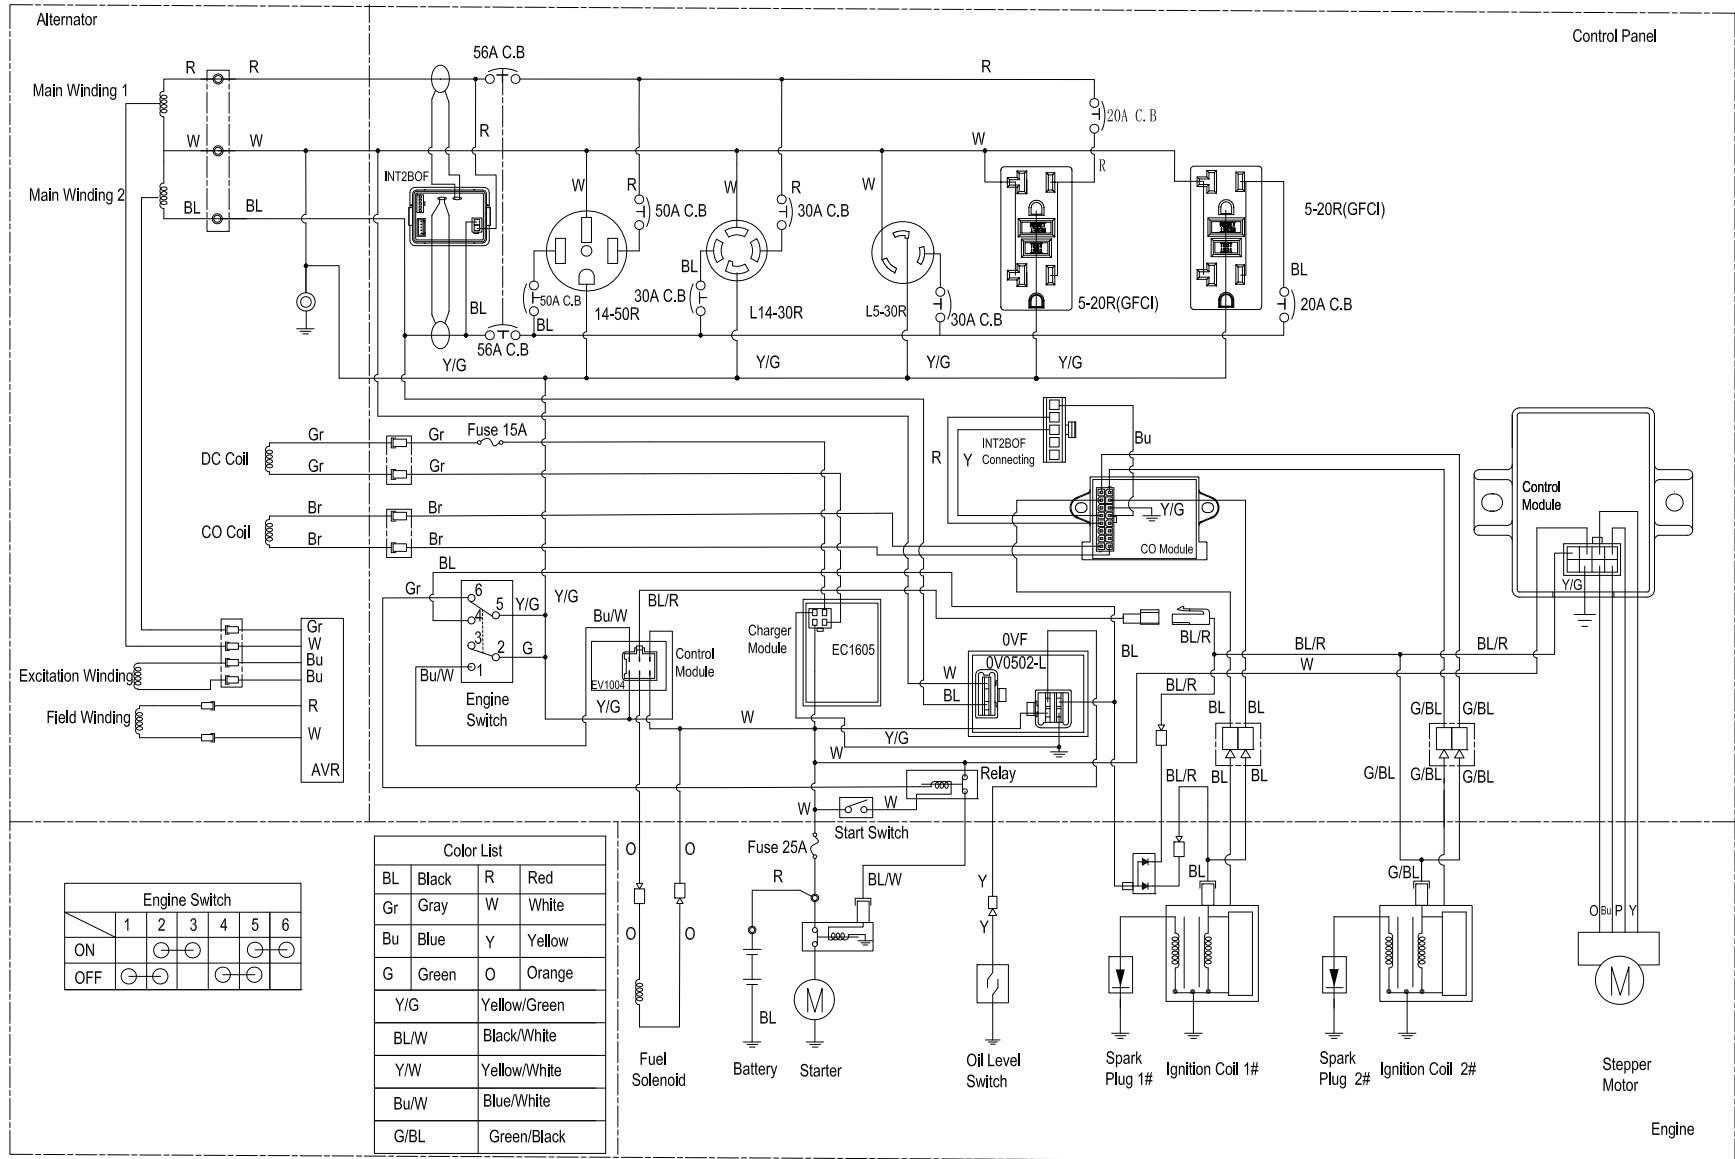 Alternator
Control Panel
56A C.B
R
R
R
Main Winding 1
20A C. B
R
W
W
W
R
INT2BOF
W
R
W
R
W
Main Winding 2
BL
BL
50A C.B
30A C.B
5-20R(GFCI)
BL
BL
50A C.B
30A C.B
BL
14-50R
L14-30R
L5-30R
30A C.B
5-20R(GFCI)
20A C.B
BL
56A C.B
Y/G
Y/G
Y/G
Y/G
Gr
Gr
Fuse 15A
DC Coil
Gr
Gr
R
Y
INT2BOF
Connecting
Bu
Control
Module
Br
Br
CO Coil
Br
Br
Y/G
CO Module
BL
Gr
6
5
4
3
2
1
Y/G
Y/G
G
Bu/W
Engine
Switch
Bu/W
BL/R
EV1004
Control
Module
Y/G
Charger
Module
EC1605
0VF
0V0502-L
W
BL
BL
BL/R
BL/R
W
BL/R
Y/G
Gr
W
Bu
Bu
Excitation Winding
R
Field Winding
W
AVR
W
W
Y/G
BL/R
BL
BL
G/BL
G/BL
BL/R
BL
BL
G/BL
G/BL
G/BL
Relay
W
W
Start Switch
Fuse 25A
O
O
R
BL/W
Y
BL
G/BL
O
O
Y
O
Bu
P
Y
Engine Switch
1 2 3 4 5 6
ON
OFF
Color List
BL Black R Red
Gr Gray W White
Bu Blue Y Yellow
G Green O Orange
Y/G Yellow/Green
BL/W Black/White
Y/W Yellow/White
Bu/W Blue/White
G/BL Green/Black
M
BL
M
Fuel
Solenoid
Battery
Starter
Oil Level
Switch
Spark
Plug 1#
Ignition Coil 1#
Spark
Plug 2#
Ignition Coil 2#
Stepper
Motor
Engine